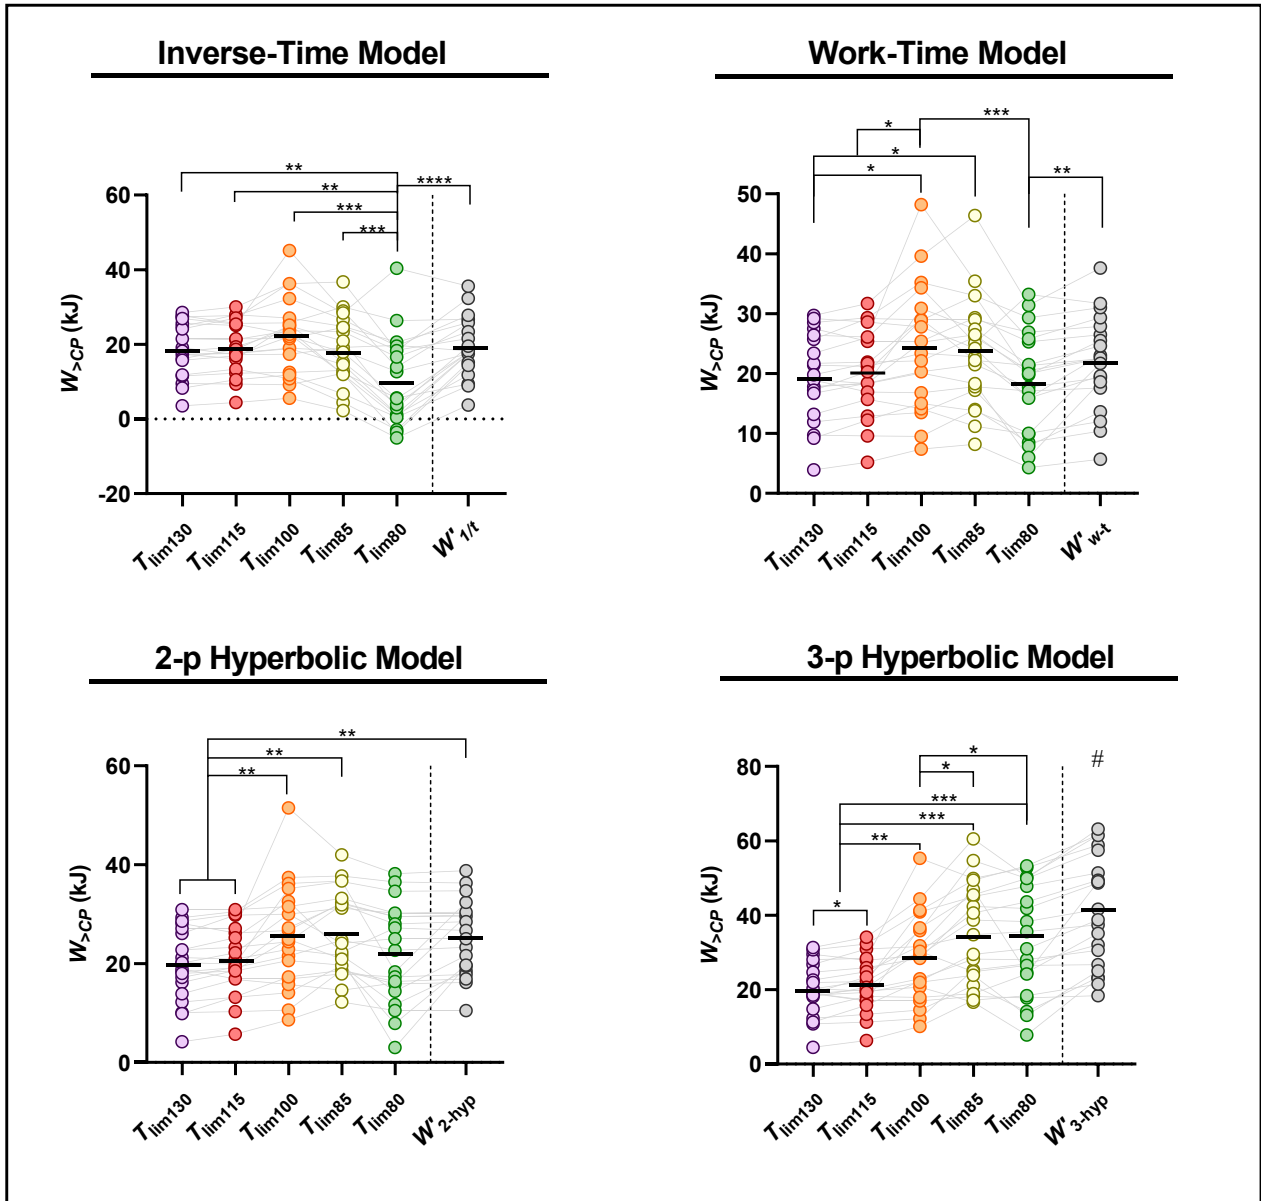 Inverse-Time Model
**
**
****
***
***
60
40
20
0
-20
W>CP (kJ)
Tlim130
Tlim115
Tlim100
Tlim85
Tlim80
W'1/t
Work-Time Model
***
*
*
*
**
50
40
30
20
10
0
W>CP (kJ)
Tlim130
Tlim115
Tlim100
Tlim85
Tlim80
W'w-t
2-p Hyperbolic Model
**
**
**
60
40
20
0
W>CP (kJ)
Tlim130
Tlim115
Tlim100
Tlim85
Tlim80
W'2-hyp
3-p Hyperbolic Model
#
*
*
***
***
**
*
80
60
40
20
0
W>CP (kJ)
Tlim130
Tlim115
Tlim100
Tlim85
Tlim80
W'3-hyp